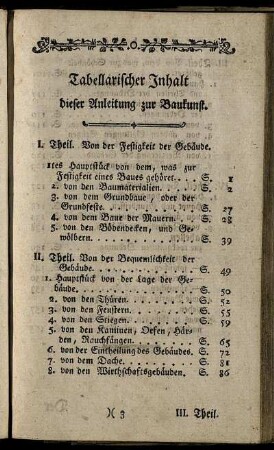 Tabellarischer Inhalt
dieser Anleitung zur Baukunst.
I. Theil. Von der Festigkeit der Gebäude.
1tes Hauptstück von dem, was zur
Festigkeit eines Baues gehöret. . S. 1
2. von den Baumaterialien. . S. 2
3. von dem Grundbaue, oder der
Grundfeste. . . S. 27
4. von dem Baue der Mauern. S. 28
5. von den Bödendecken, und Ge-
wölbern. . . S. 39
II. Theil. Von der Bequemlichkeit der
Gebäude. . . S. 49
1. Hauptstück von der Lage der Ge-
bäude. . . S. 50
2. von den Thüren. . S. 52
3. von den Fenstern. . S. 55
4. von den Stiegen. . S. 59
5. von den Kaminen, Oefen, Här-
den, Rauchfängen. . S. 65
6. von der Eintheilung des Gebäudes. S. 72
7. von dem Dache. . S. 81
8. von den Wirthschaftsgebäuden. S. 86
)( 3 III. Theil.